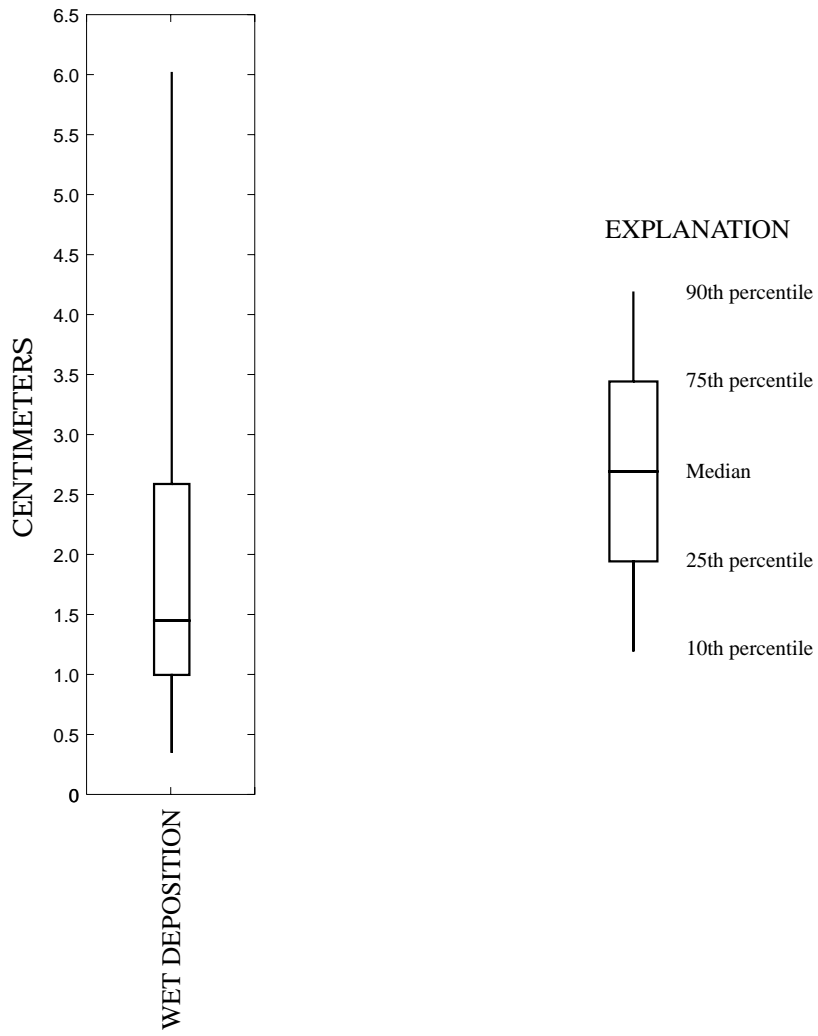 6.5
6.0
5.5
5.0
4.5
4.0
3.5
3.0
2.5
2.0
1.5
1.0
0.5
0
CENTIMETERS
WET DEPOSITION
EXPLANATION
90th percentile
75th percentile
Median
25th percentile
10th percentile